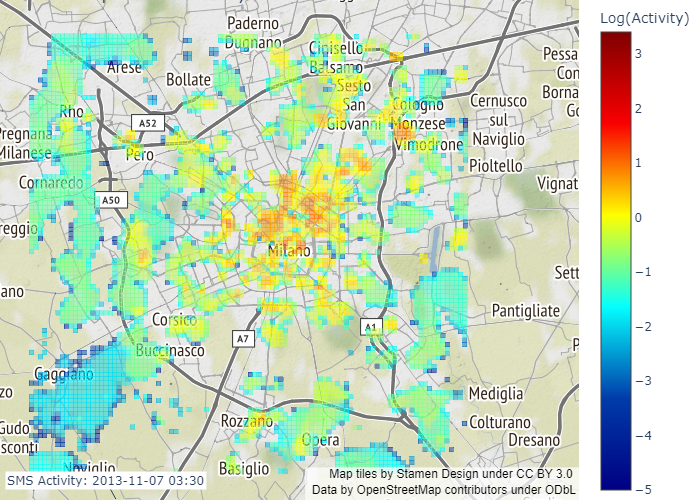 Log(Activity)
Paderno
Dugnano
Cinisello
Balsamo
Arese
Bollate
Sesto
San
Giovanni
Cologno
Monzese
Cernusco
sul
Naviglio
Pessa
Con
Borna
Go
Rho
A52
Pregnana
Milanese
Pero
Vimodrone
Pioltello
Cornaredo
Vignat
A50
reggio
Milano
Sett
ano
Pantigliate
Corsico
A7
A1
Buccinasco
P
Gaggiano
zo
Mediglia
Gudo
sconti
Rozzano
Opera
Colturano
Dresano
Noviglio
Basiglio
3
2
1
0
−1
−2
−3
−4
−5
SMS Activity: 2013-11-07 03:30
Map tiles by Stamen Design under CC BY 3.0
Data by OpenStreetMap contributors under ODbL